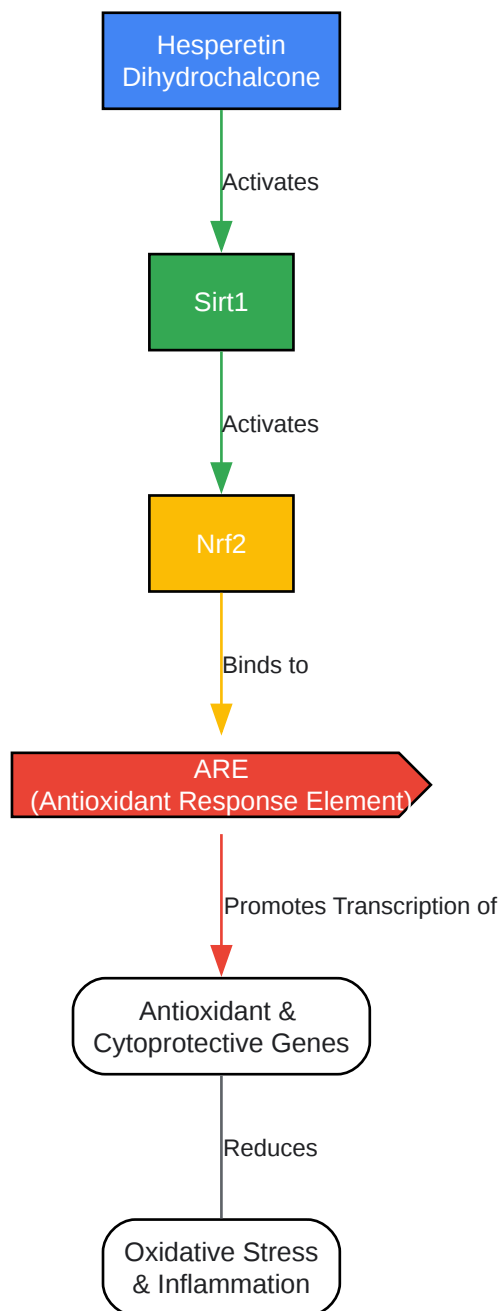 Hesperetin
Dihydrochalcone
Activates
Sirt1
Activates
Nrf2
Binds to
ARE
(Antioxidant Response Element)
Promotes Transcription of
Antioxidant &
Cytoprotective Genes
Reduces
Oxidative Stress
& Inflammation